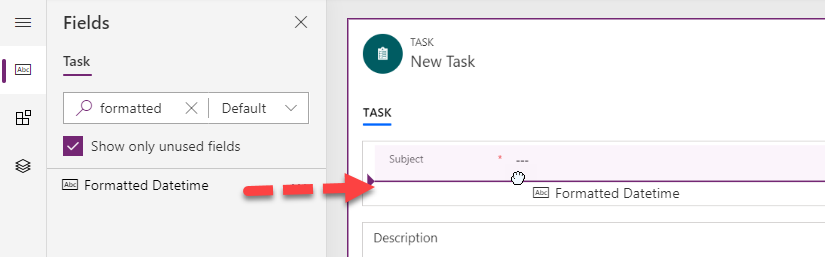 Fields
Task
formatted
Default
Show only unused fields
Abc Formatted Datetime
TASK
New Task
TASK
Subject * ---
Abc Formatted Datetime
Description
Abc